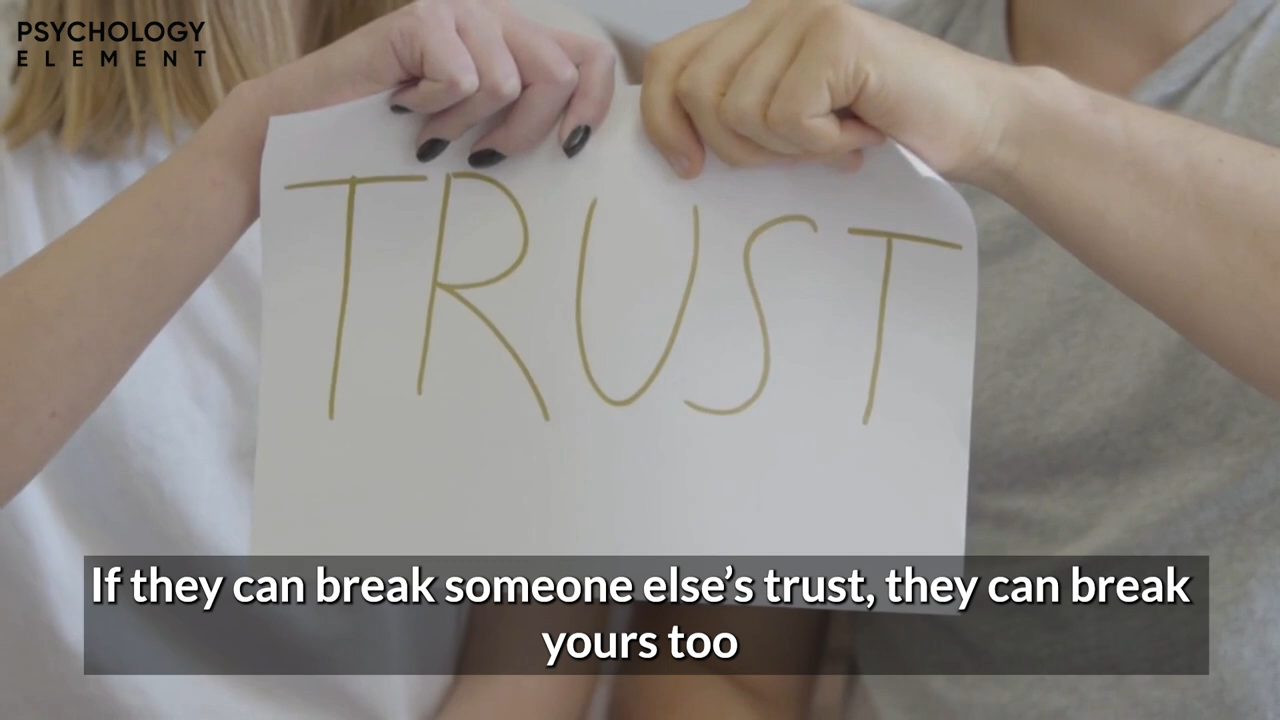 PSYCHOLOGY
ELEMENT
TRUST
If they can break someone else’s trust, they can break
yours too